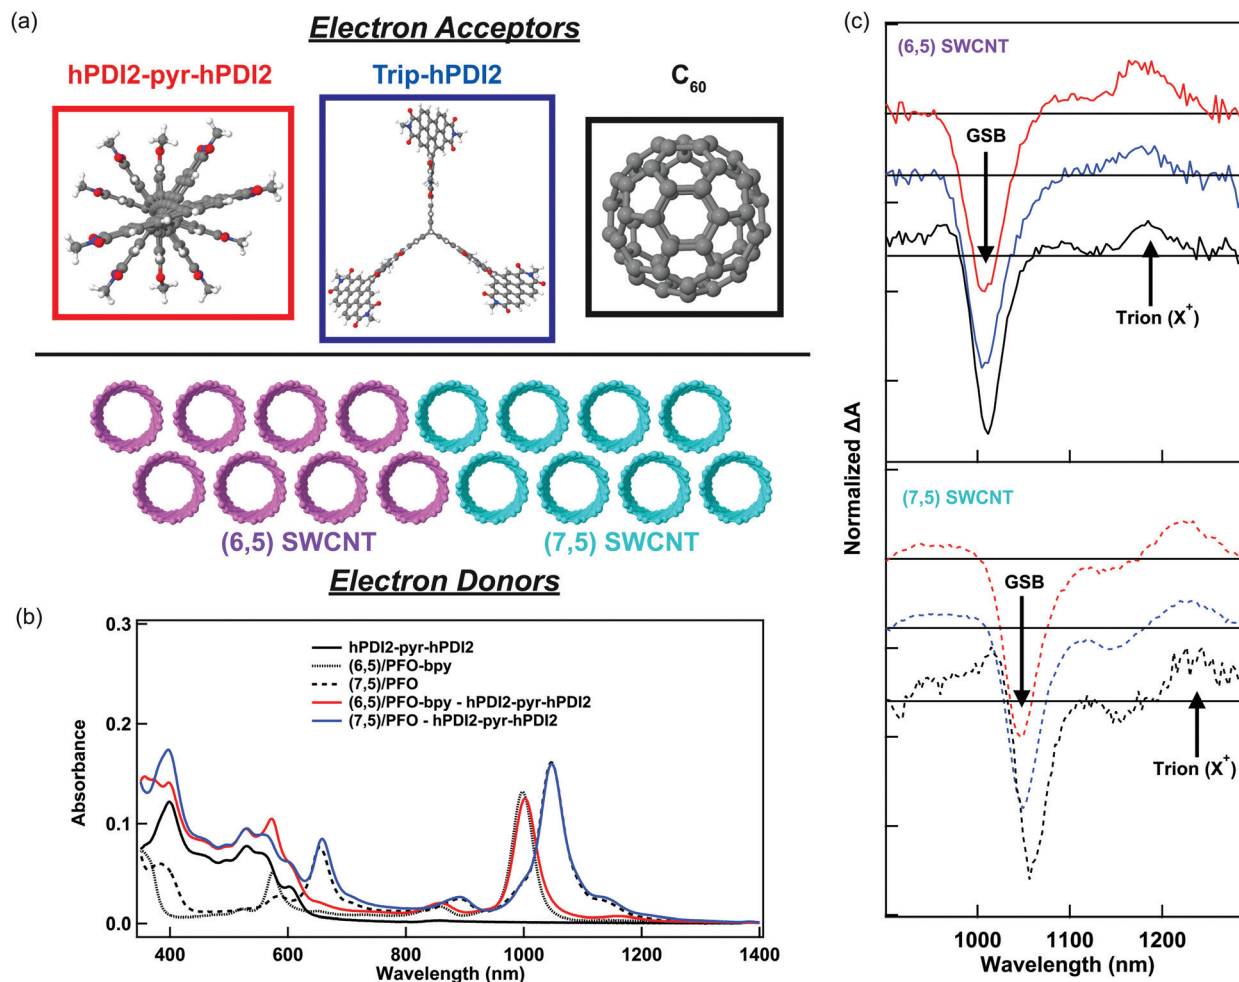 (a)
Electron Acceptors
hPDI2-pyr-hPDI2
Trip-hPDI2
C60
(6,5) SWCNT
(7,5) SWCNT
Electron Donors
(b)
0.3
0.2
0.1
0.0
Absorbance
hPDI2-pyr-hPDI2
(6,5)/PFO-bpy
(7,5)/PFO
(6,5)/PFO-bpy - hPDI2-pyr-hPDI2
(7,5)/PFO - hPDI2-pyr-hPDI2
400
600
800
1000
1200
1400
Wavelength (nm)
(c)
(6,5) SWCNT
GSB
Trion (X+)
Normalized ΔA
(7,5) SWCNT
GSB
Trion (X+)
1000
1100
1200
Wavelength (nm)